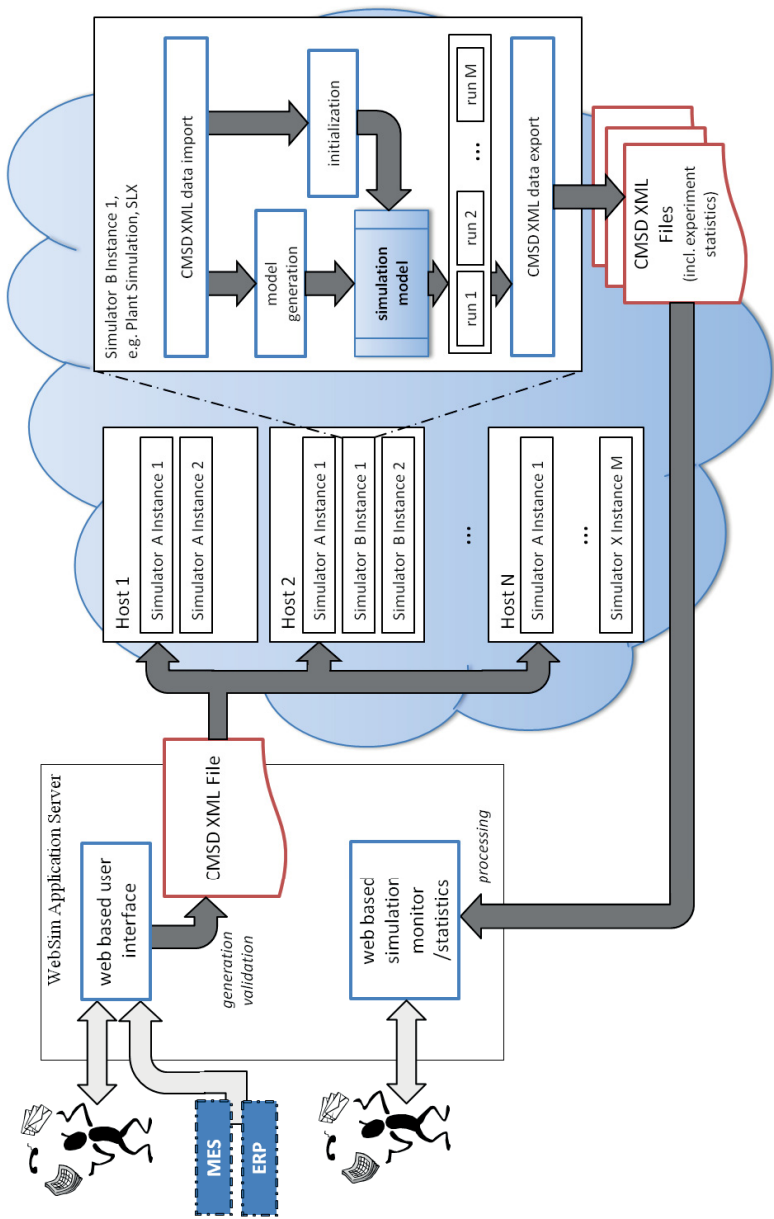 WebSim Application Server
web based user
interface
generation
validation
CMSD XML File
MES
ERP
web based
simulation
monitor
/statistics
processing
Host 1
Simulator A Instance 1
Simulator A Instance 2
Host 2
Simulator A Instance 1
Simulator B Instance 1
Simulator B Instance 2
...
Host N
Simulator A Instance 1
...
Simulator X Instance M
Simulator B Instance 1,
e.g. Plant Simulation, SLX
CMSD XML data import
model
generation
initialization
simulation
model
run 1
run 2
...
run M
CMSD XML data export
CMSD XML
Files
(incl. experiment
statistics)